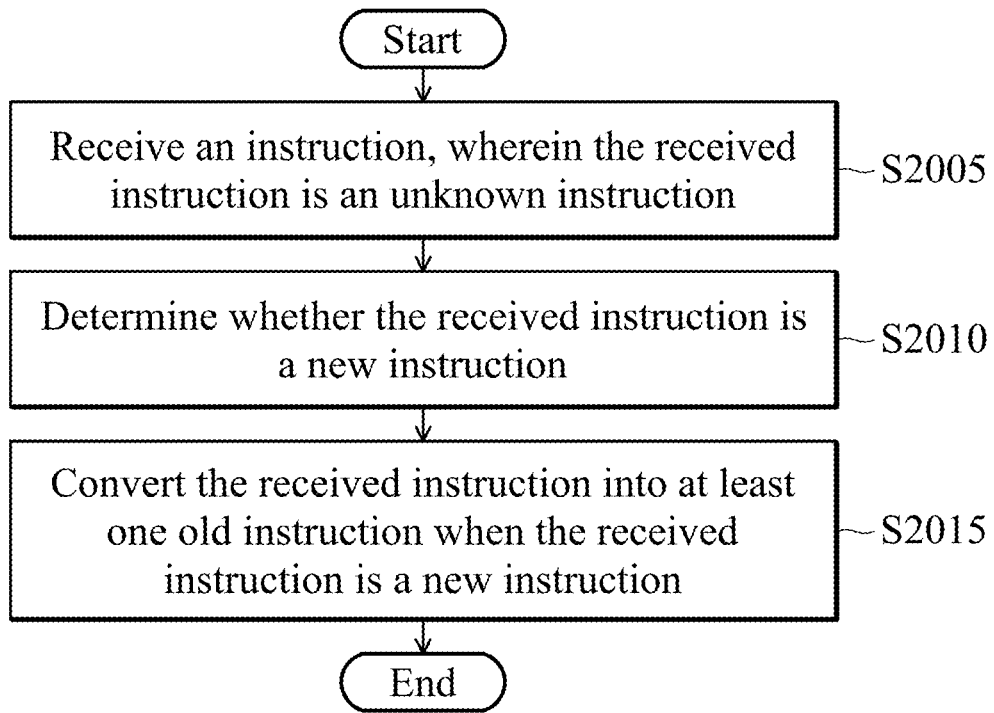 Start
Receive an instruction, wherein the received
instruction is an unknown instruction
S2005
Determine whether the received instruction is
a new instruction
S2010
Convert the received instruction into at least
one old instruction when the received
instruction is a new instruction
S2015
End